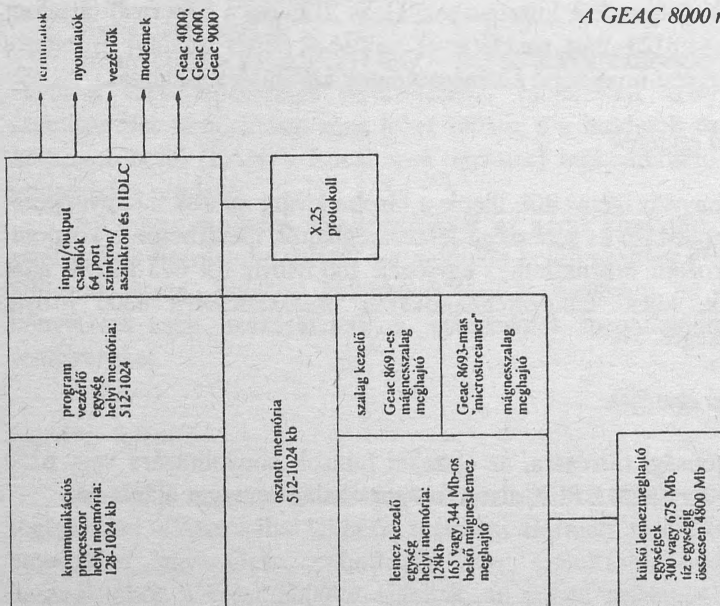 A GEAC 8000 r
terminálok
nyomtatók
vezérlők
modemek
Geac 4000,
Geac 6000,
Geac 9000
input/output
csatolók
64 port
szinkron/
aszinkron és HDLC
X.25
protokoll
program
vezérlő
egység
helyi memória:
512-1024
kommunikációs
processzor
helyi memória:
128-1024 kb
osztott memória
512-1024 kb
szalag kezelő
Geac 8691-es
mágnesszalag
meghajtó
Geac 8693-mas
"microstreamer"
mágnesszalag
meghajtó
lemez kezelő
egység
helyi memória:
128kb
165 vagy 344 Mb-os
belső mágneslemez
meghajtó
külső lemezmeghajtó
egységek
300 vagy 675 Mb,
tíz egységig
összesen 4800 Mb